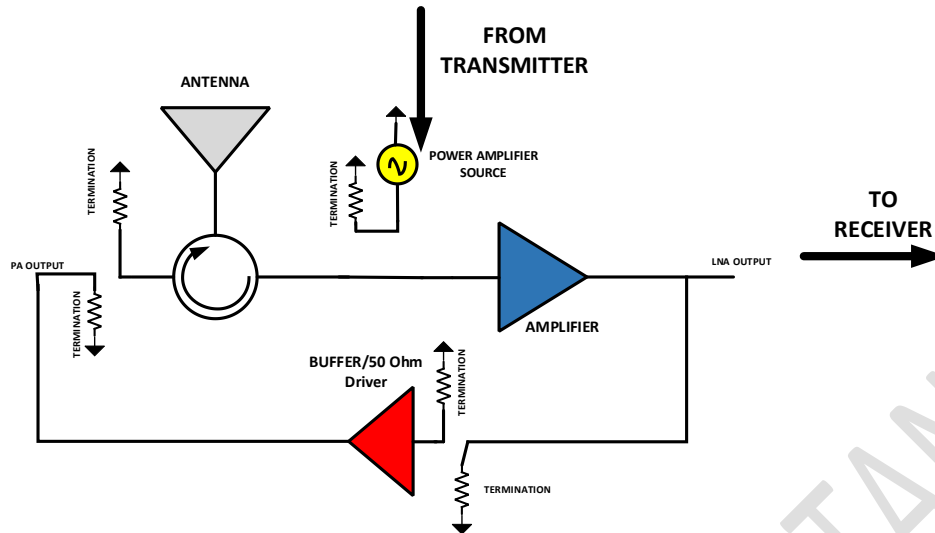 FROM
TRANSMITTER
ANTENNA
TERMINATION
TERMINATION
POWER AMPLIFIER
SOURCE
TO
RECEIVER
PA OUTPUT
LNA OUTPUT
TERMINATION
AMPLIFIER
BUFFER/50 Ohm
Driver
TERMINATION
TERMINATION